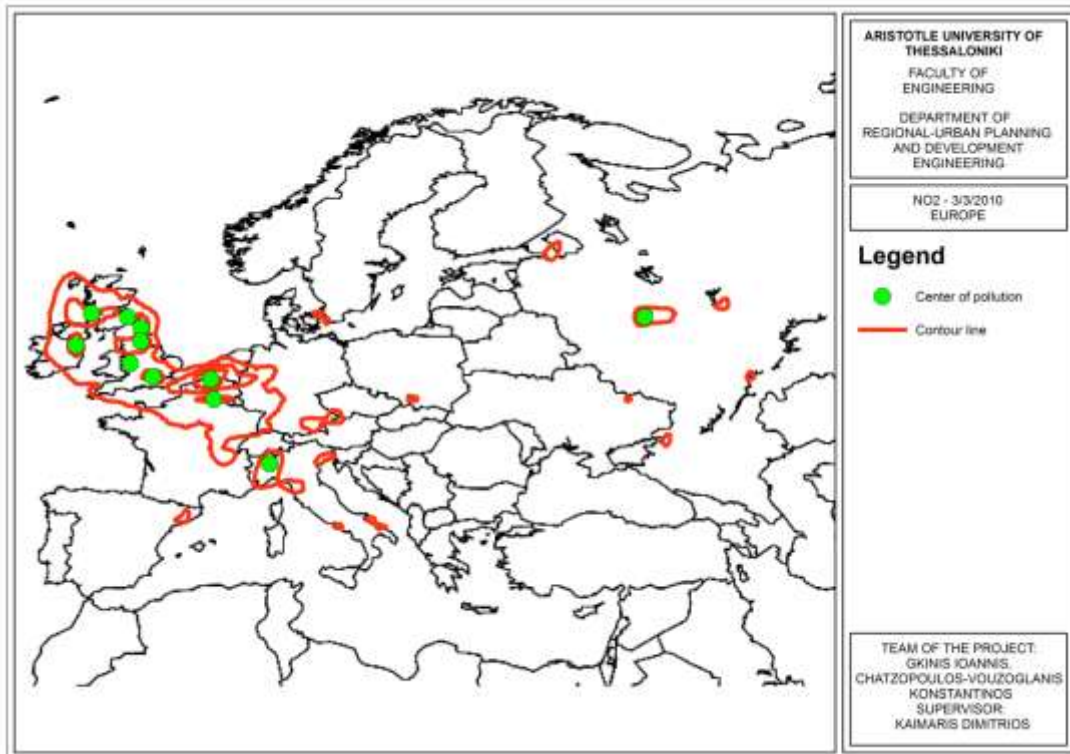 ARISTOTLE UNIVERSITY OF
THESSALONIKI
FACULTY OF
ENGINEERING
DEPARTMENT OF
REGIONAL-URBAN PLANNING
AND DEVELOPMENT
ENGINEERING
NO2 - 3/3/2010
EUROPE
Legend
Center of pollution
Contour line
TEAM OF THE PROJECT:
GKINIS IOANNIS,
CHATZOPOULOS-VOUZOGLANIS
KONSTANTINOS
SUPERVISOR:
KAIMARIS DIMITRIOS